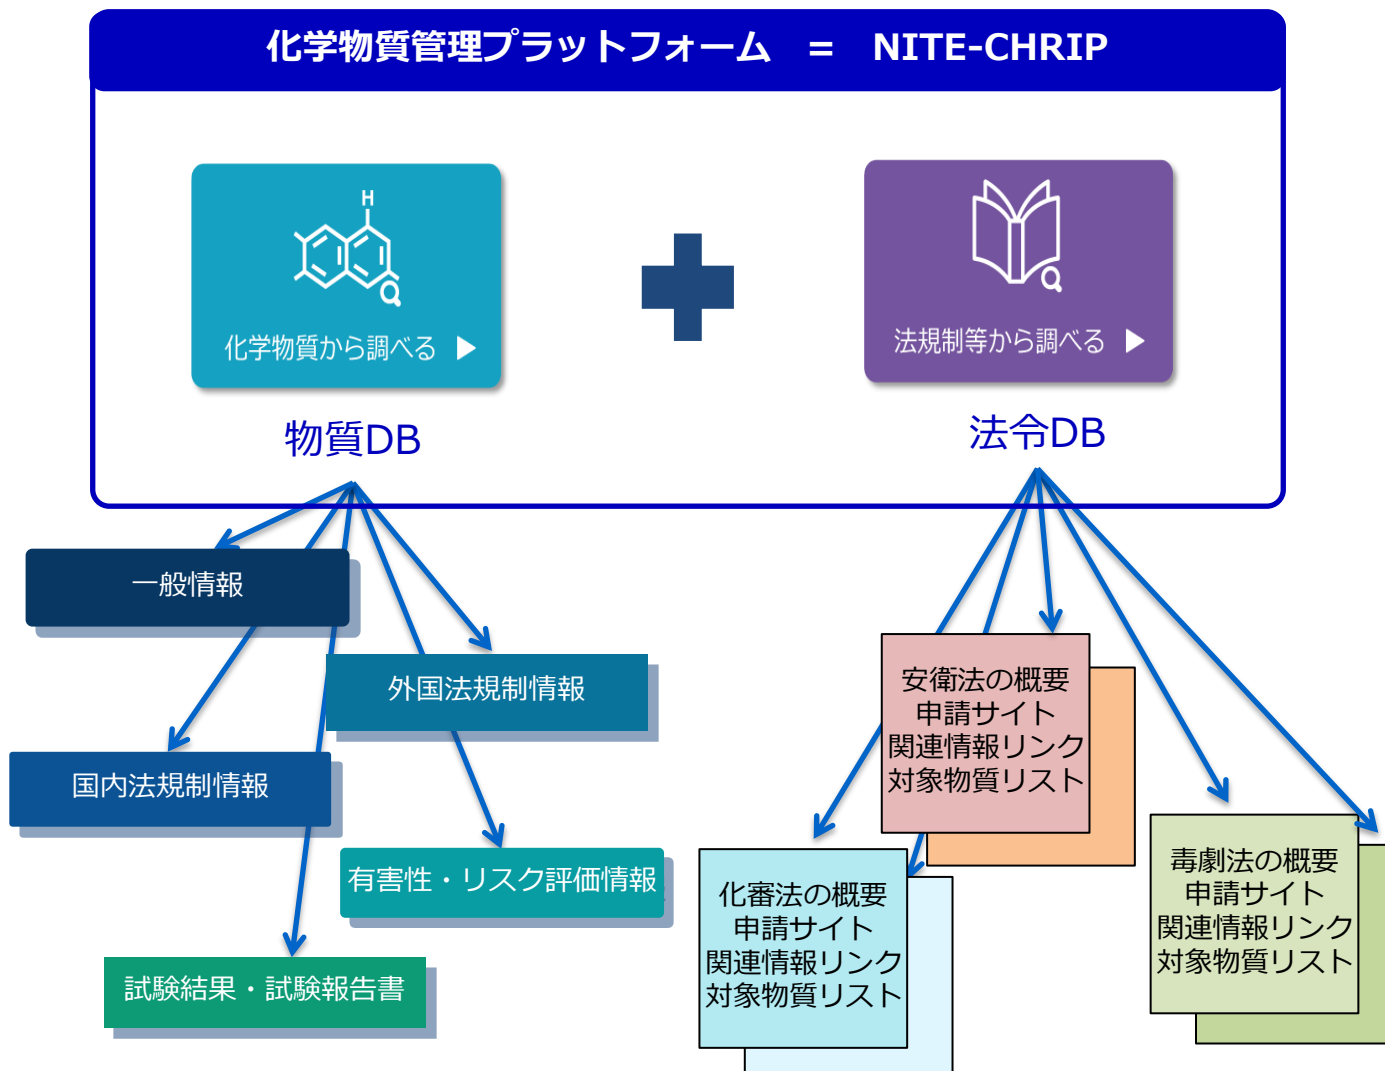 化学物質管理プラットフォーム = NITE-CHRIP
H
化学物質から調べる
法規制等から調べる
物質DB
法令DB
一般情報
外国法規制情報
国内法規制情報
有害性・リスク評価情報
試験結果・試験報告書
安衛法の概要
申請サイト
関連情報リンク
対象物質リスト
化審法の概要
申請サイト
関連情報リンク
対象物質リスト
毒劇法の概要
申請サイト
関連情報リンク
対象物質リスト